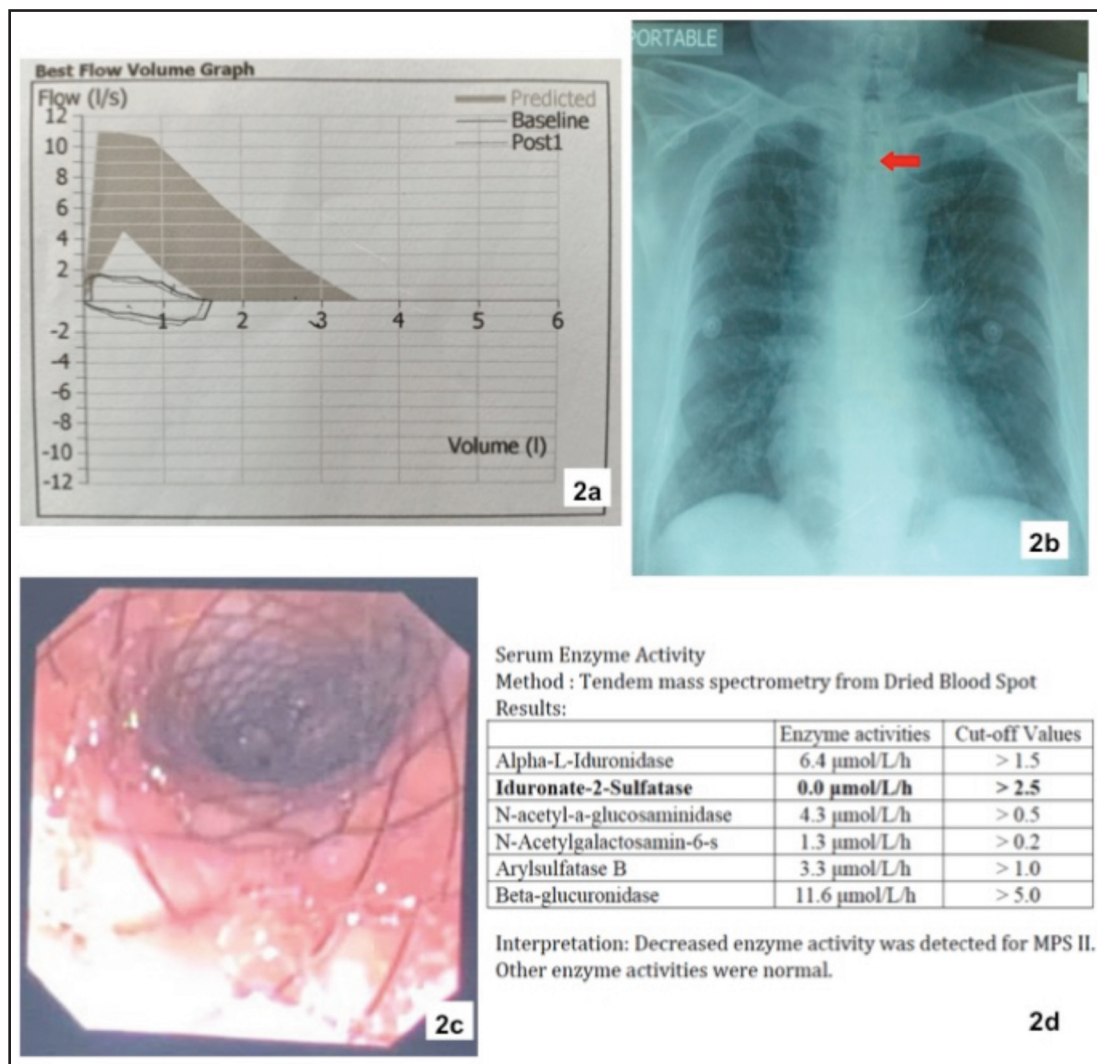 Best Flow Volume Graph
Flow (l/s)
Predicted
Baseline
Post1
12
10
8
6
4
2
1
2
3
4
5
6
-2
-4
-6
-8
-10
-12
Volume (l)
2a
PORTABLE
L
2b
2c
Serum Enzyme Activity
Method : Tendem mass spectrometry from Dried Blood Spot
Results:
Enzyme activities Cut-off Values
Alpha-L-Iduronidase 6.4 µmol/L/h > 1.5
Iduronate-2-Sulfatase 0.0 µmol/L/h > 2.5
N-acetyl-a-glucosaminidase 4.3 µmol/L/h > 0.5
N-Acetylgalactosamin-6-s 1.3 µmol/L/h > 0.2
Arylsulfatase B 3.3 µmol/L/h > 1.0
Beta-glucuronidase 11.6 µmol/L/h > 5.0
Interpretation: Decreased enzyme activity was detected for MPS II.
Other enzyme activities were normal.
2d